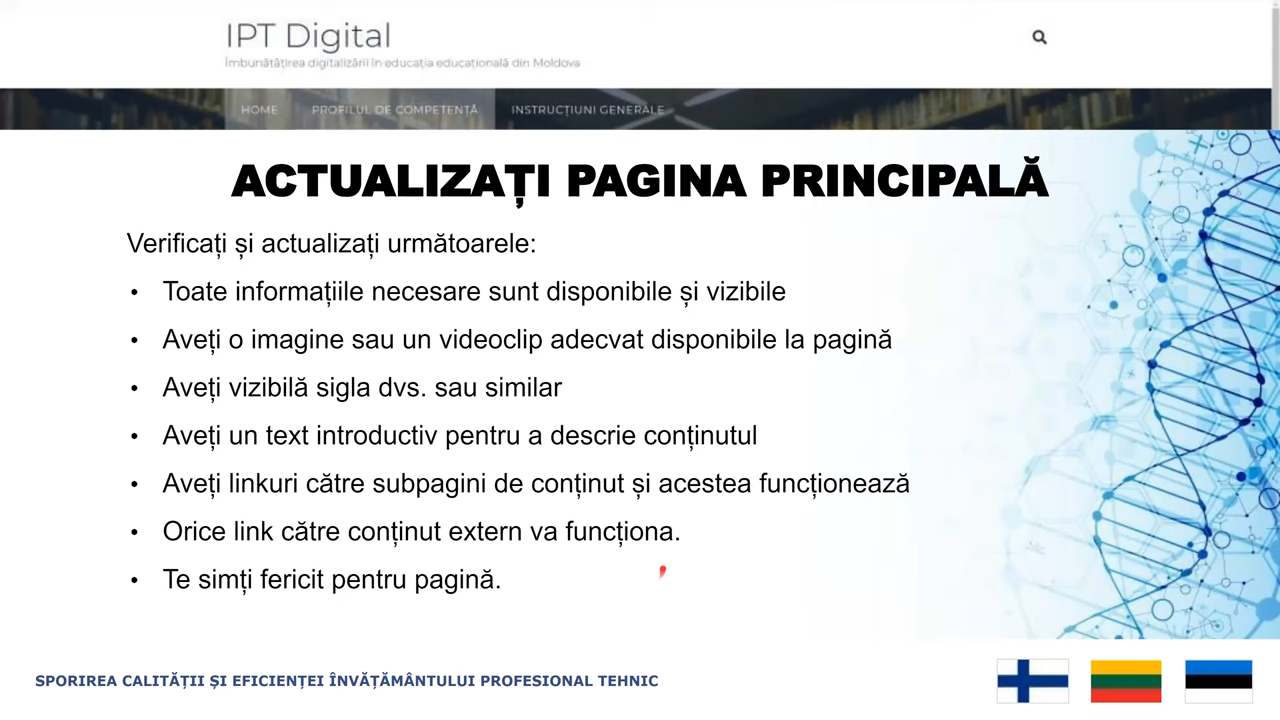 IPT Digital
Îmbunătățirea digitalizării în educația educațională din Moldova
HOME PROFILUL DE COMPETENȚĂ INSTRUCȚIUNI GENERALE
ACTUALIZAȚI PAGINA PRINCIPALĂ
Verificați și actualizați următoarele:
• Toate informațiile necesare sunt disponibile și vizibile
• Aveți o imagine sau un videoclip adecvat disponibile la pagină
• Aveți vizibilă sigla dvs. sau similar
• Aveți un text introductiv pentru a descrie conținutul
• Aveți linkuri către subpagini de conținut și acestea funcționează
• Orice link către conținut extern va funcționa.
• Te simți fericit pentru pagină.
SPORIREA CALITĂȚII ȘI EFICIENȚEI ÎNVĂȚĂMÂNTULUI PROFESIONAL TEHNIC